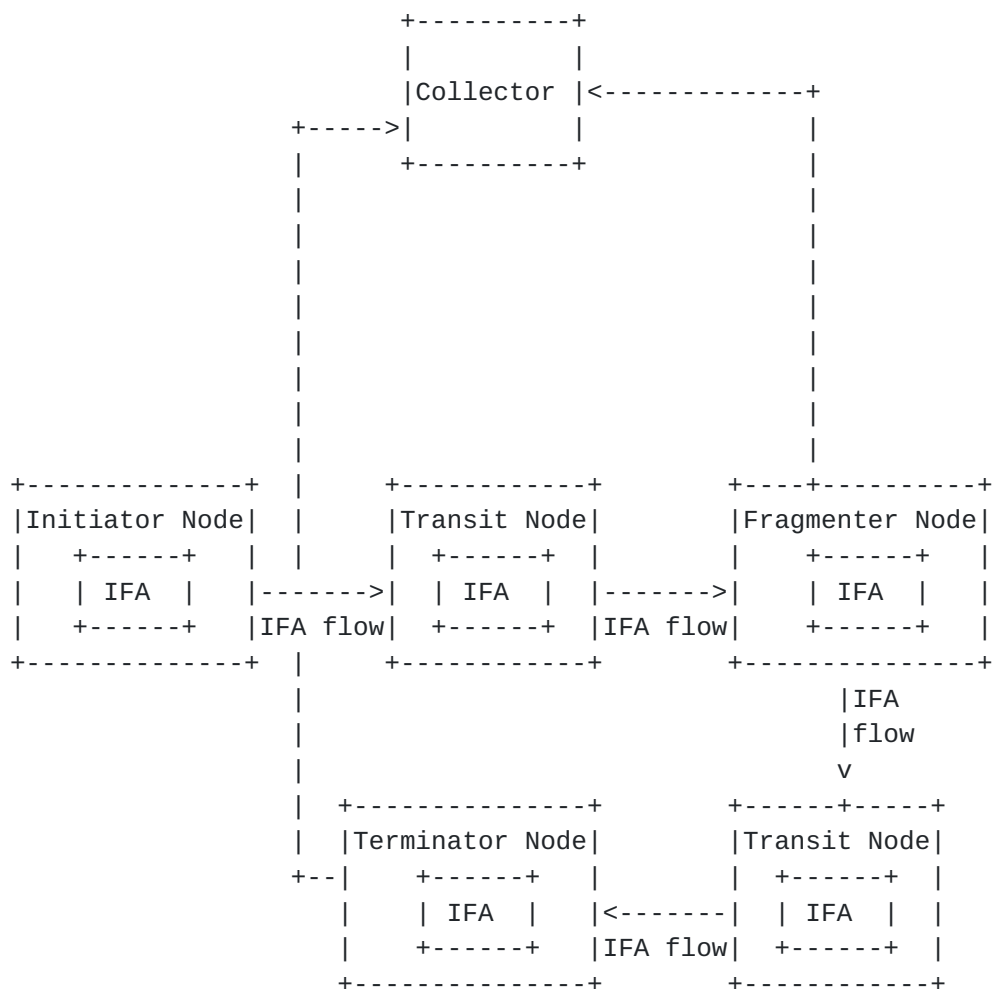 Collector
Initiator Node Transit Node Fragmenter Node
IFA IFA IFA
IFA flow IFA flow
IFA
flow
Terminator Node Transit Node
IFA IFA
IFA flow